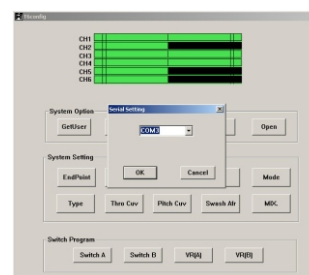 T6config
CH1
CH2
CH3
CH4
CH5
CH6
System Option
GetUser
Open
Serial Setting
COM3
OK
Cancel
System Setting
EndPoint
Mode
Type
Thro Cuv
Pitch Cuv
Swash Afr
MIX.
Switch Program
Switch A
Switch B
VR(A)
VR(B)